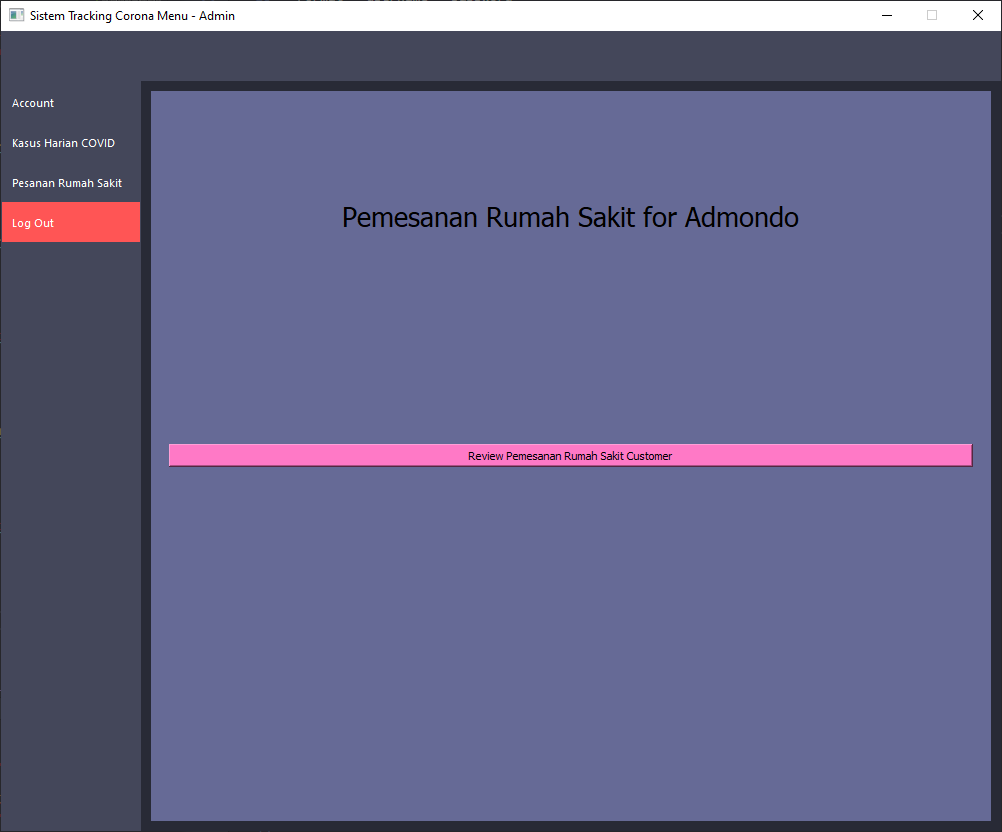 Sistem Tracking Corona Menu - Admin
Account
Kasus Harian COVID
Pesanan Rumah Sakit
Log Out
Pemesanan Rumah Sakit for Admondo
Review Pemesanan Rumah Sakit Customer